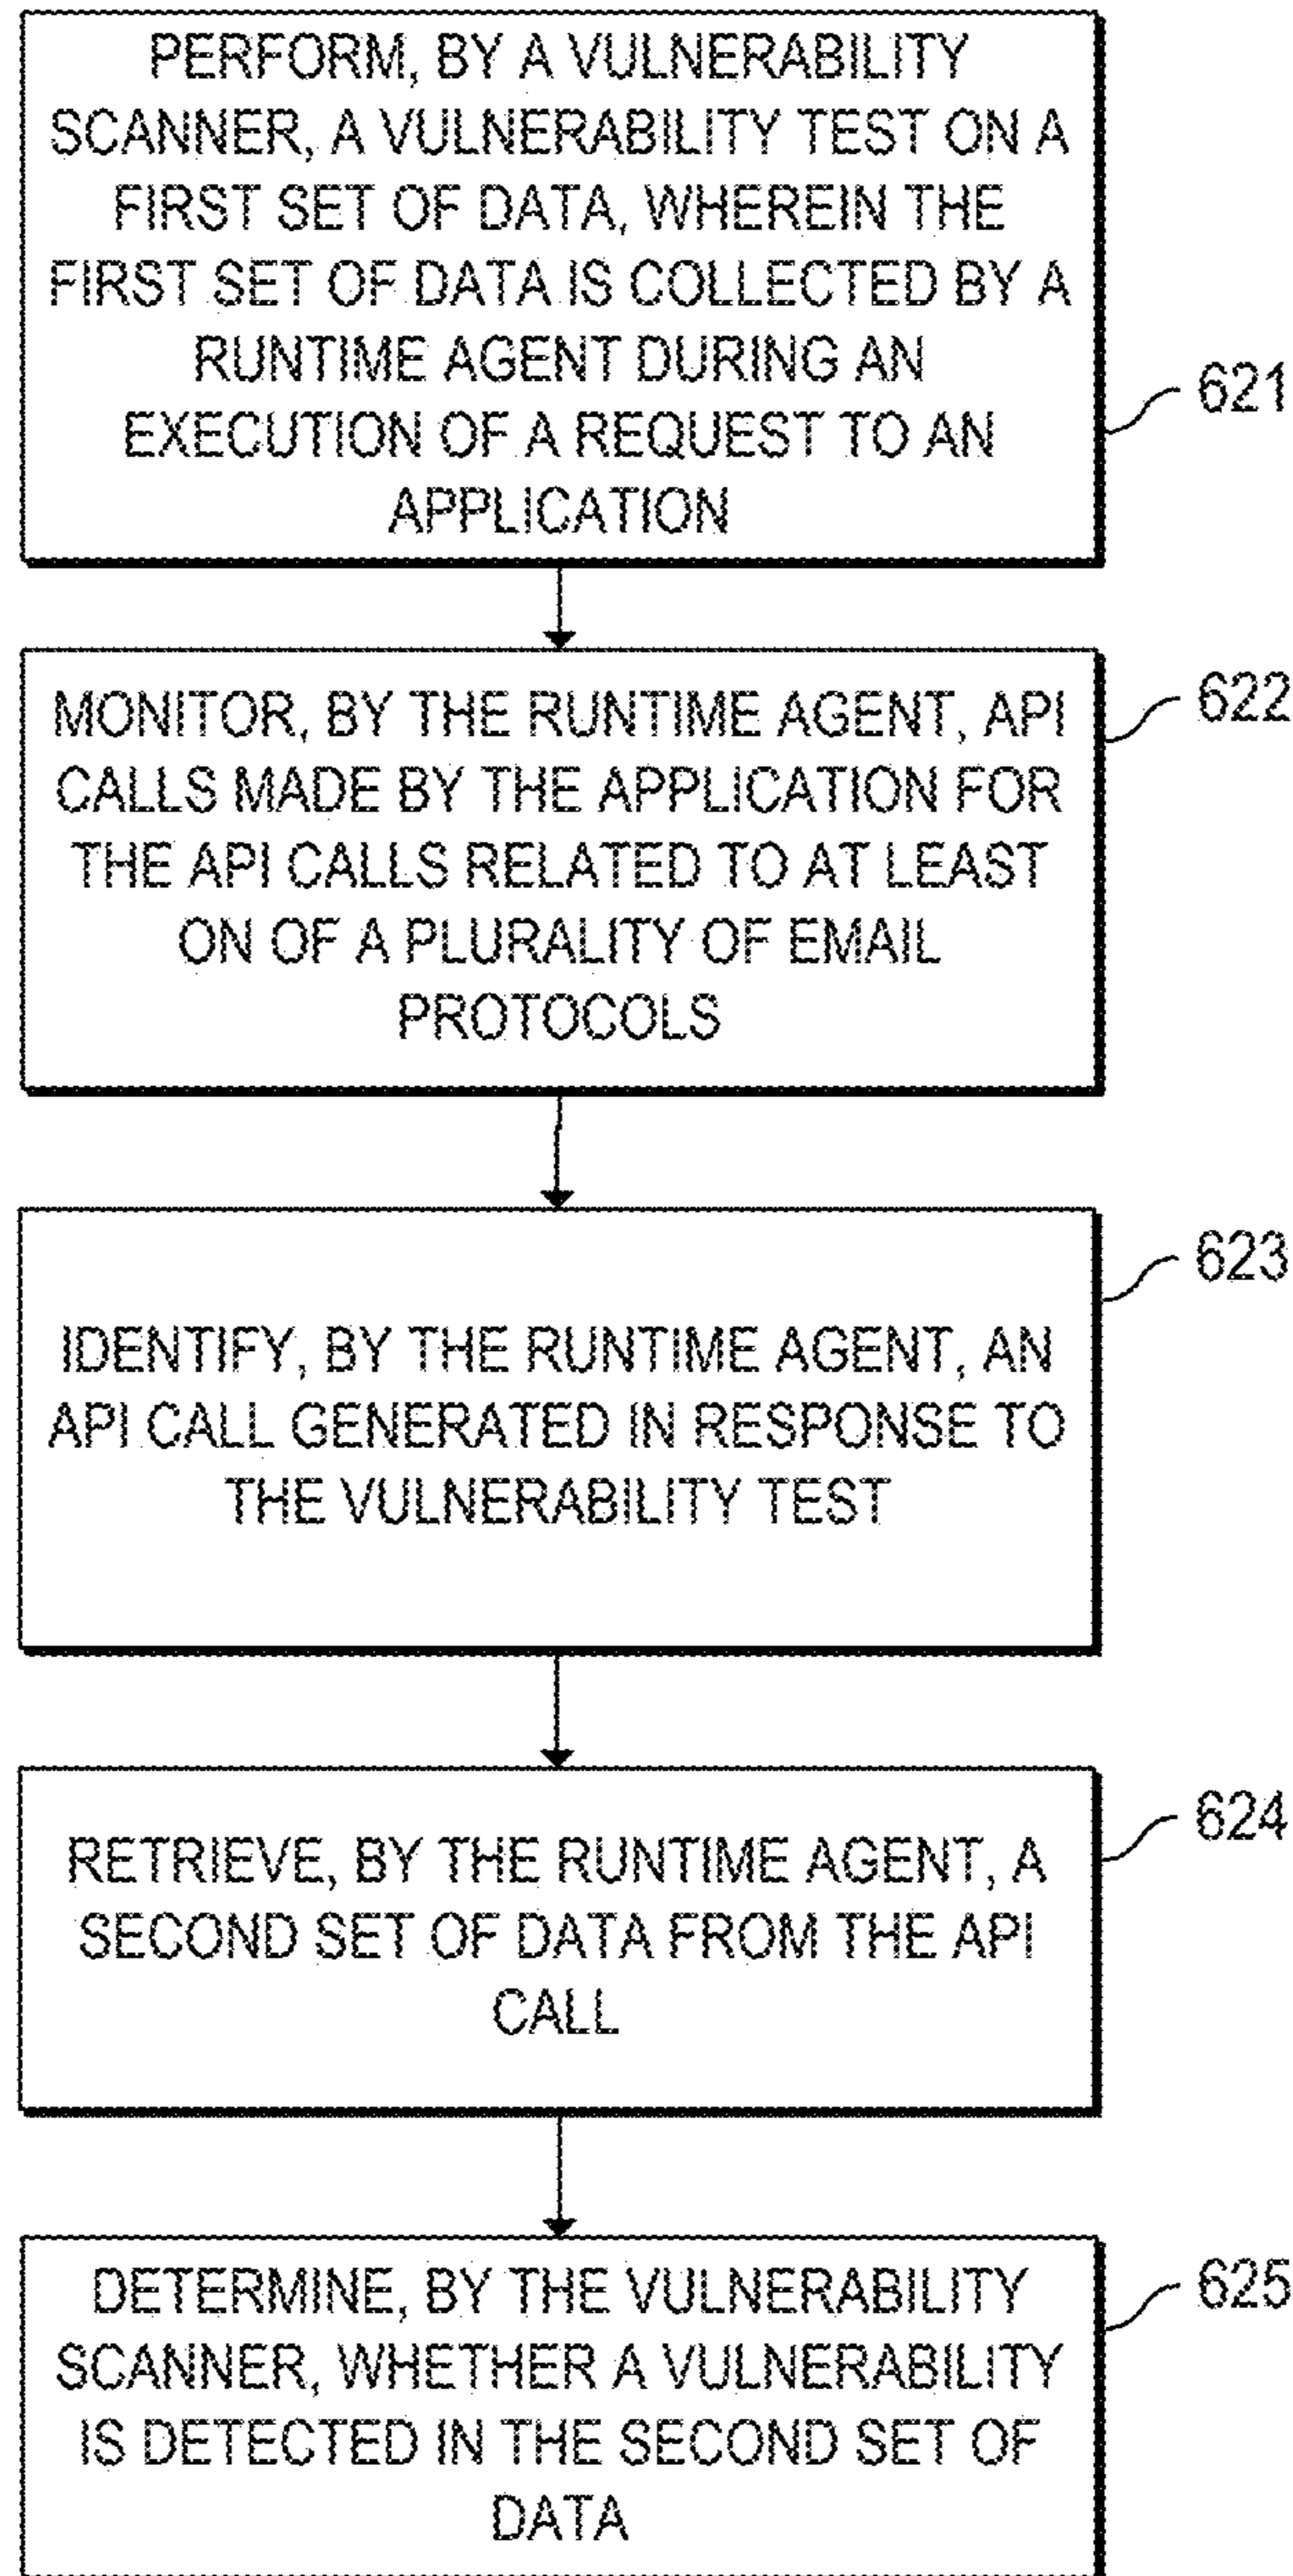 PERFORM, BY A VULNERABILITY
SCANNER, A VULNERABILITY TEST ON A
FIRST SET OF DATA, WHEREIN THE
FIRST SET OF DATA IS COLLECTED BY A
RUNTIME AGENT DURING AN
EXECUTION OF A REQUEST TO AN
APPLICATION
621
MONITOR, BY THE RUNTIME AGENT, API
CALLS MADE BY THE APPLICATION FOR
THE API CALLS RELATED TO AT LEAST
ON OF A PLURALITY OF EMAIL
PROTOCOLS
622
IDENTIFY, BY THE RUNTIME AGENT, AN
API CALL GENERATED IN RESPONSE TO
THE VULNERABILITY TEST
623
RETRIEVE, BY THE RUNTIME AGENT, A
SECOND SET OF DATA FROM THE API
CALL
624
DETERMINE, BY THE VULNERABILITY
SCANNER, WHETHER A VULNERABILITY
IS DETECTED IN THE SECOND SET OF
DATA
625